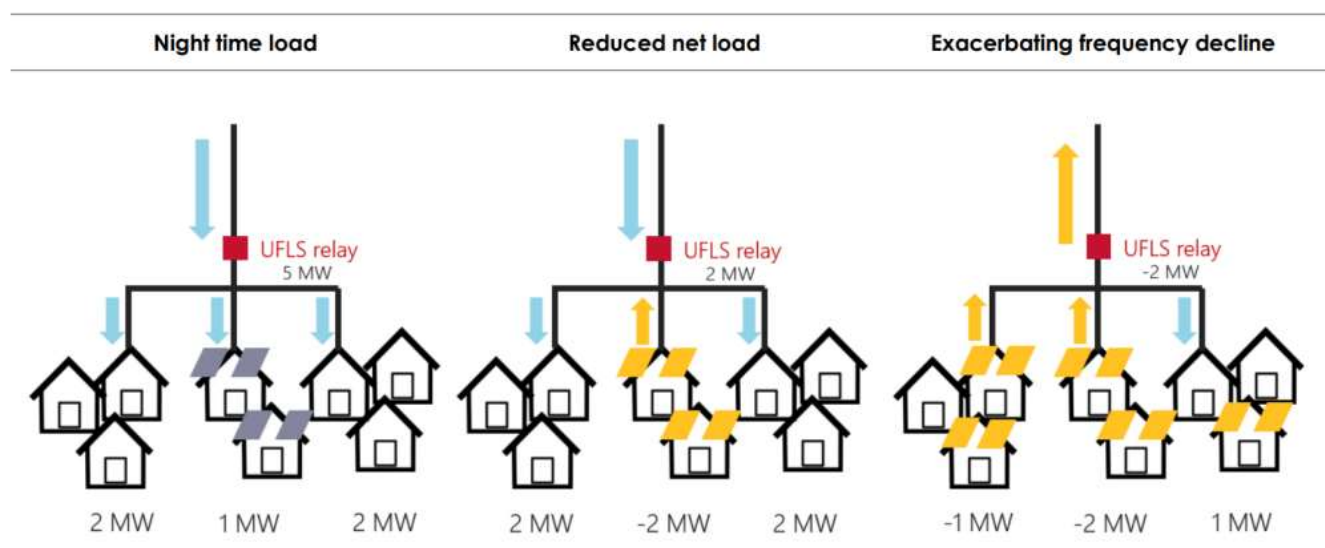 Night time load
Reduced net load
Exacerbating frequency decline
UFLS relay
5 MW
UFLS relay
2 MW
UFLS relay
-2 MW
2 MW
1 MW
2 MW
2 MW
-2 MW
2 MW
-1 MW
-2 MW
1 MW